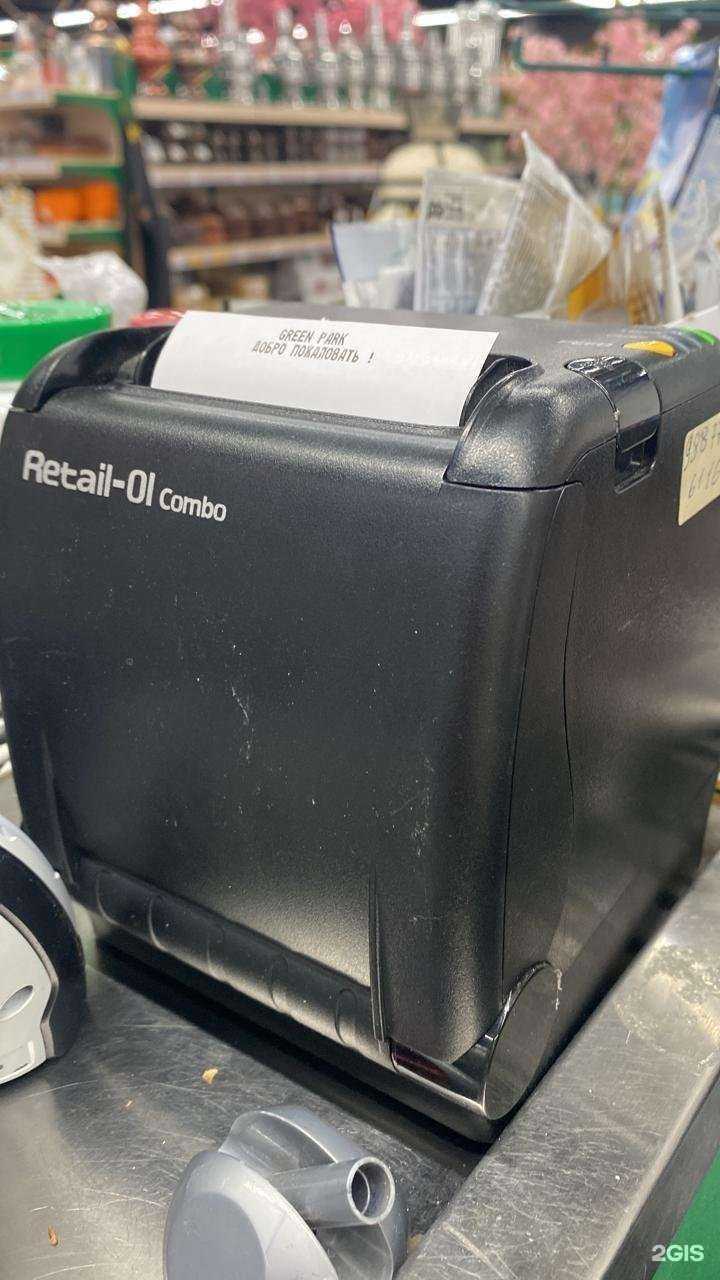 GREEN PARK
ДОБРО ПОЖАЛОВАТЬ !
Retail-01 Combo
2GIS